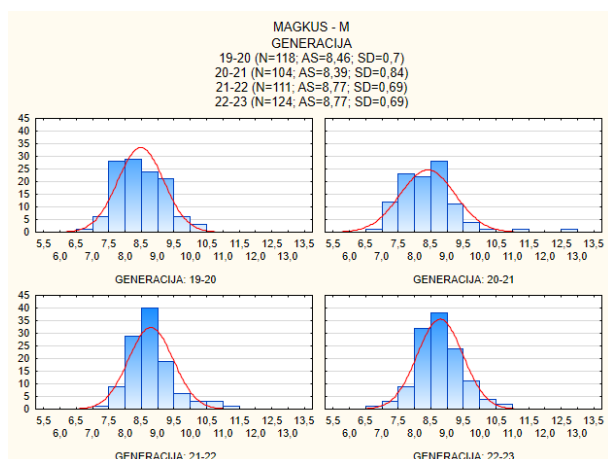 MAGKUS - M
GENERACIJA
19-20 (N=118; AS=8,46; SD=0,7)
20-21 (N=104; AS=8,39; SD=0,84)
21-22 (N=111; AS=8,77; SD=0,69)
22-23 (N=124; AS=8,77; SD=0,69)
45
40
35
30
25
20
15
10
5
0
5,5 6,5 7,5 8,5 9,5 10,5 11,5 12,5 13,5
6,0 7,0 8,0 9,0 10,0 11,0 12,0 13,0
GENERACIJA: 19-20
5,5 6,5 7,5 8,5 9,5 10,5 11,5 12,5 13,5
6,0 7,0 8,0 9,0 10,0 11,0 12,0 13,0
GENERACIJA: 20-21
45
40
35
30
25
20
15
10
5
0
5,5 6,5 7,5 8,5 9,5 10,5 11,5 12,5 13,5
6,0 7,0 8,0 9,0 10,0 11,0 12,0 13,0
GENERACIJA: 21-22
5,5 6,5 7,5 8,5 9,5 10,5 11,5 12,5 13,5
6,0 7,0 8,0 9,0 10,0 11,0 12,0 13,0
GENERACIJA: 22-23